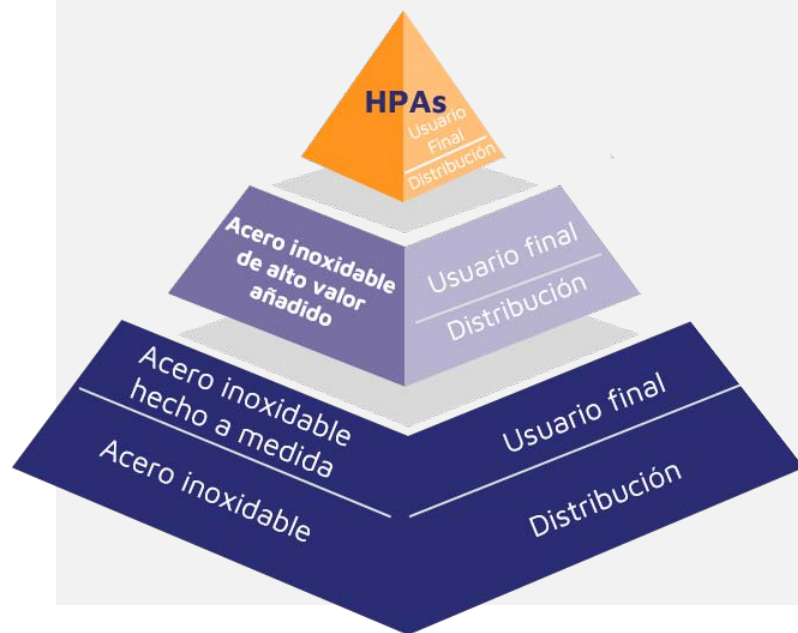 HPAs
Usuario
Final
Distribución
Acero inoxidable
de alto valor
añadido
Usuario final
Distribución
Acero inoxidable
hecho a medida
Acero inoxidable
Usuario final
Distribución